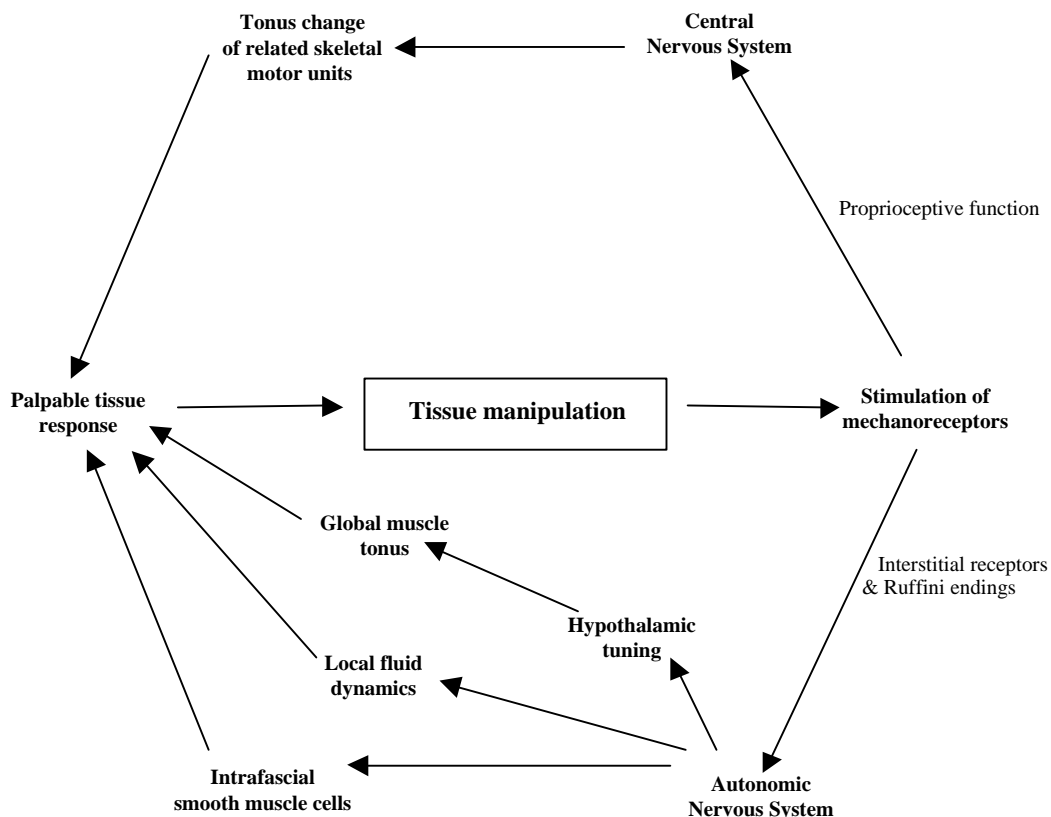 Tonus change
of related skeletal
motor units
Central
Nervous System
Proprioceptive function
Palpable tissue
response
Tissue manipulation
Stimulation of
mechanoreceptors
Global muscle
tonus
Interstitial receptors
& Ruffini endings
Hypothalamic
tuning
Local fluid
dynamics
Intrafascial
smooth muscle cells
Autonomic
Nervous System